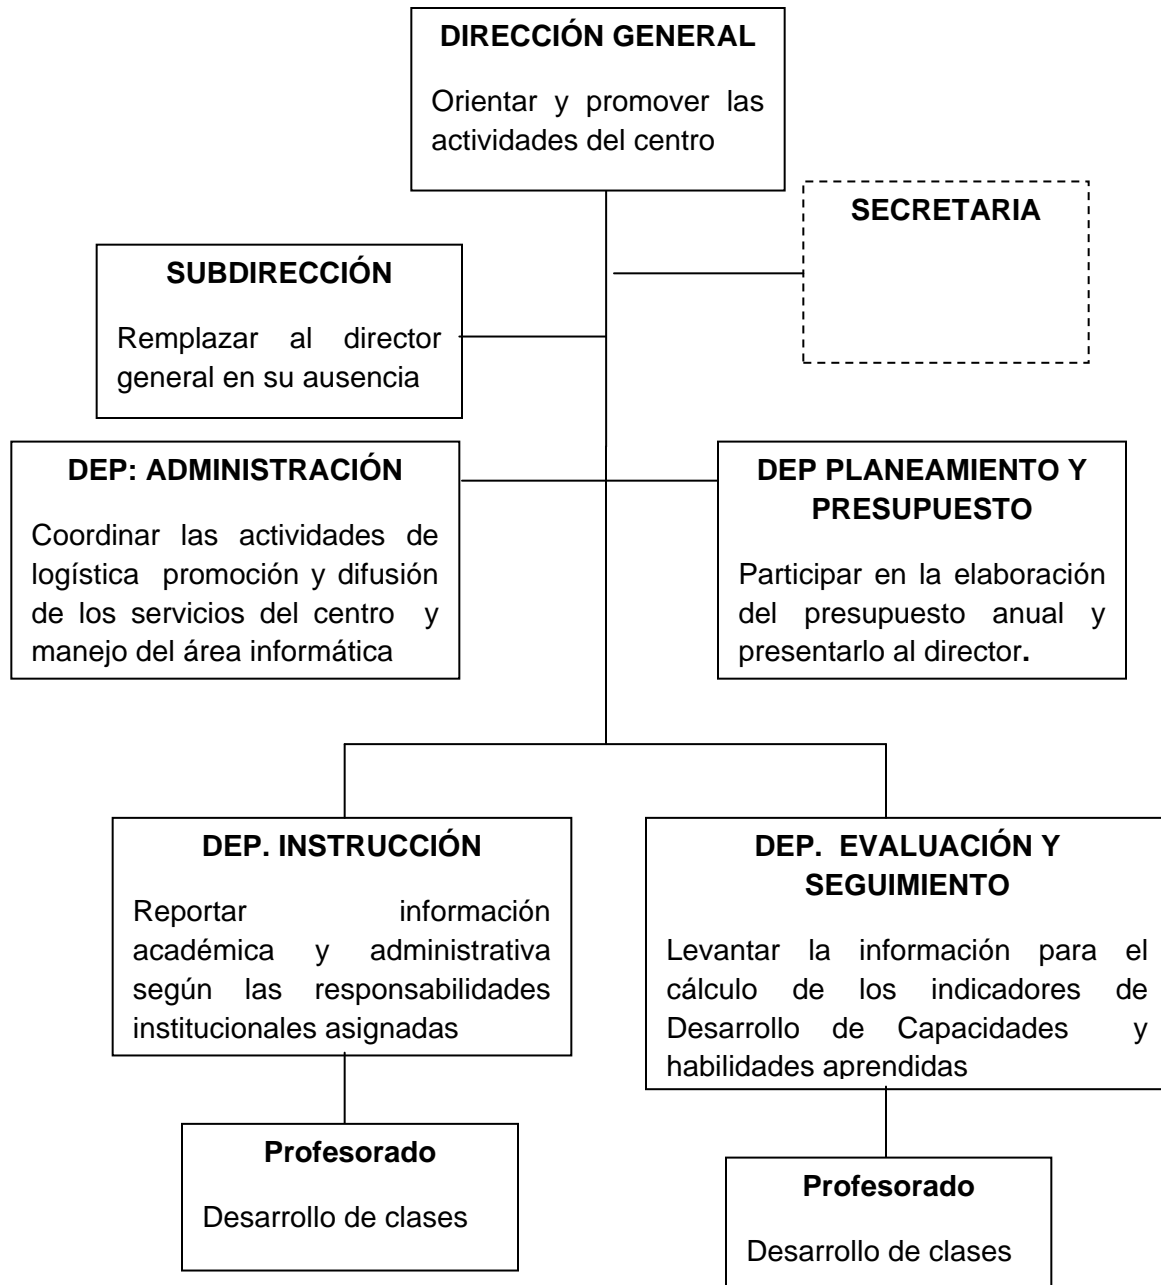 DIRECCIÓN GENERAL
Orientar y promover las
actividades del centro
SECRETARIA
SUBDIRECCIÓN
Remplazar al director
general en su ausencia
DEP: ADMINISTRACIÓN
Coordinar las actividades de
logística promoción y difusión
de los servicios del centro y
manejo del área informática
DEP PLANEAMIENTO Y
PRESUPUESTO
Participar en la elaboración
del presupuesto anual y
presentarlo al director.
DEP. INSTRUCCIÓN
Reportar información
académica y administrativa
según las responsabilidades
institucionales asignadas
DEP. EVALUACIÓN Y
SEGUIMIENTO
Levantar la información para el
cálculo de los indicadores de
Desarrollo de Capacidades y
habilidades aprendidas
Profesorado
Desarrollo de clases
Profesorado
Desarrollo de clases